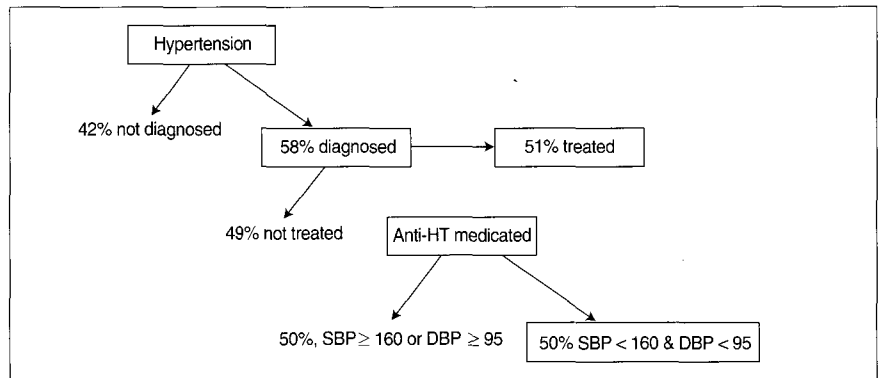 Hypertension
42% not diagnosed
58% diagnosed
51% treated
49% not treated
Anti-HT medicated
50%, SBP ≥ 160 or DBP ≥ 95
50% SBP < 160 & DBP < 95